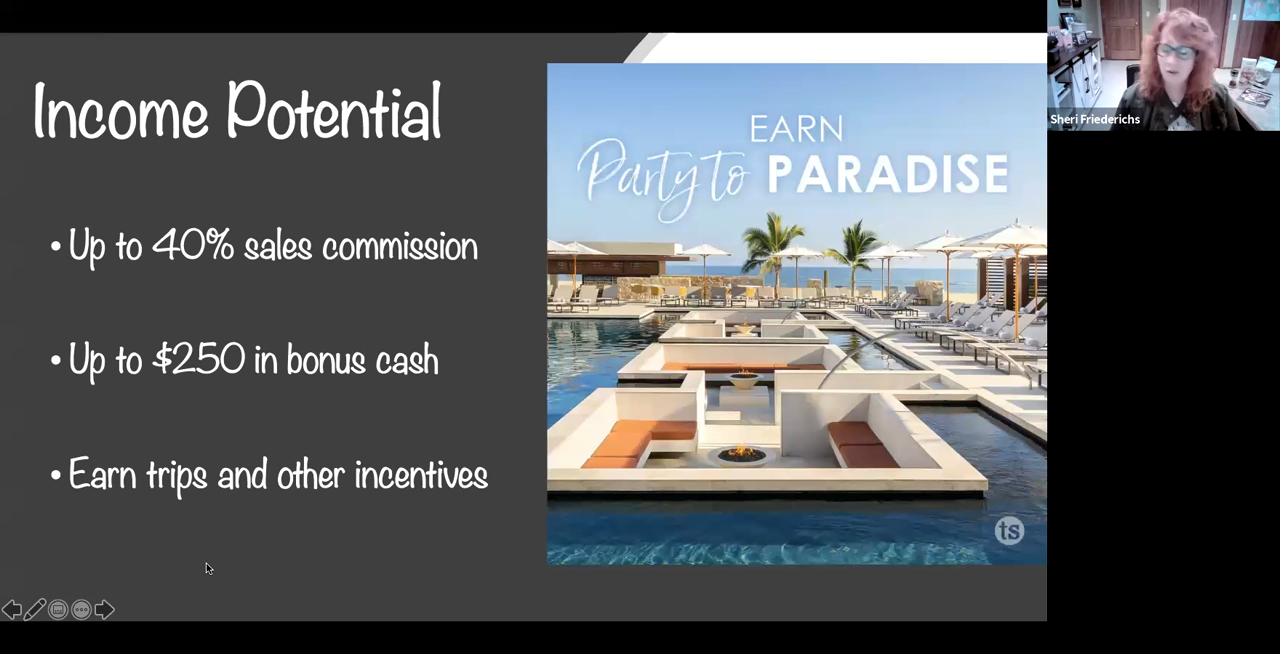 Income Potential
• Up to 40% sales commission
• Up to $250 in bonus cash
• Earn trips and other incentives
EARN
Party to PARADISE
ts
Sheri Friederichs